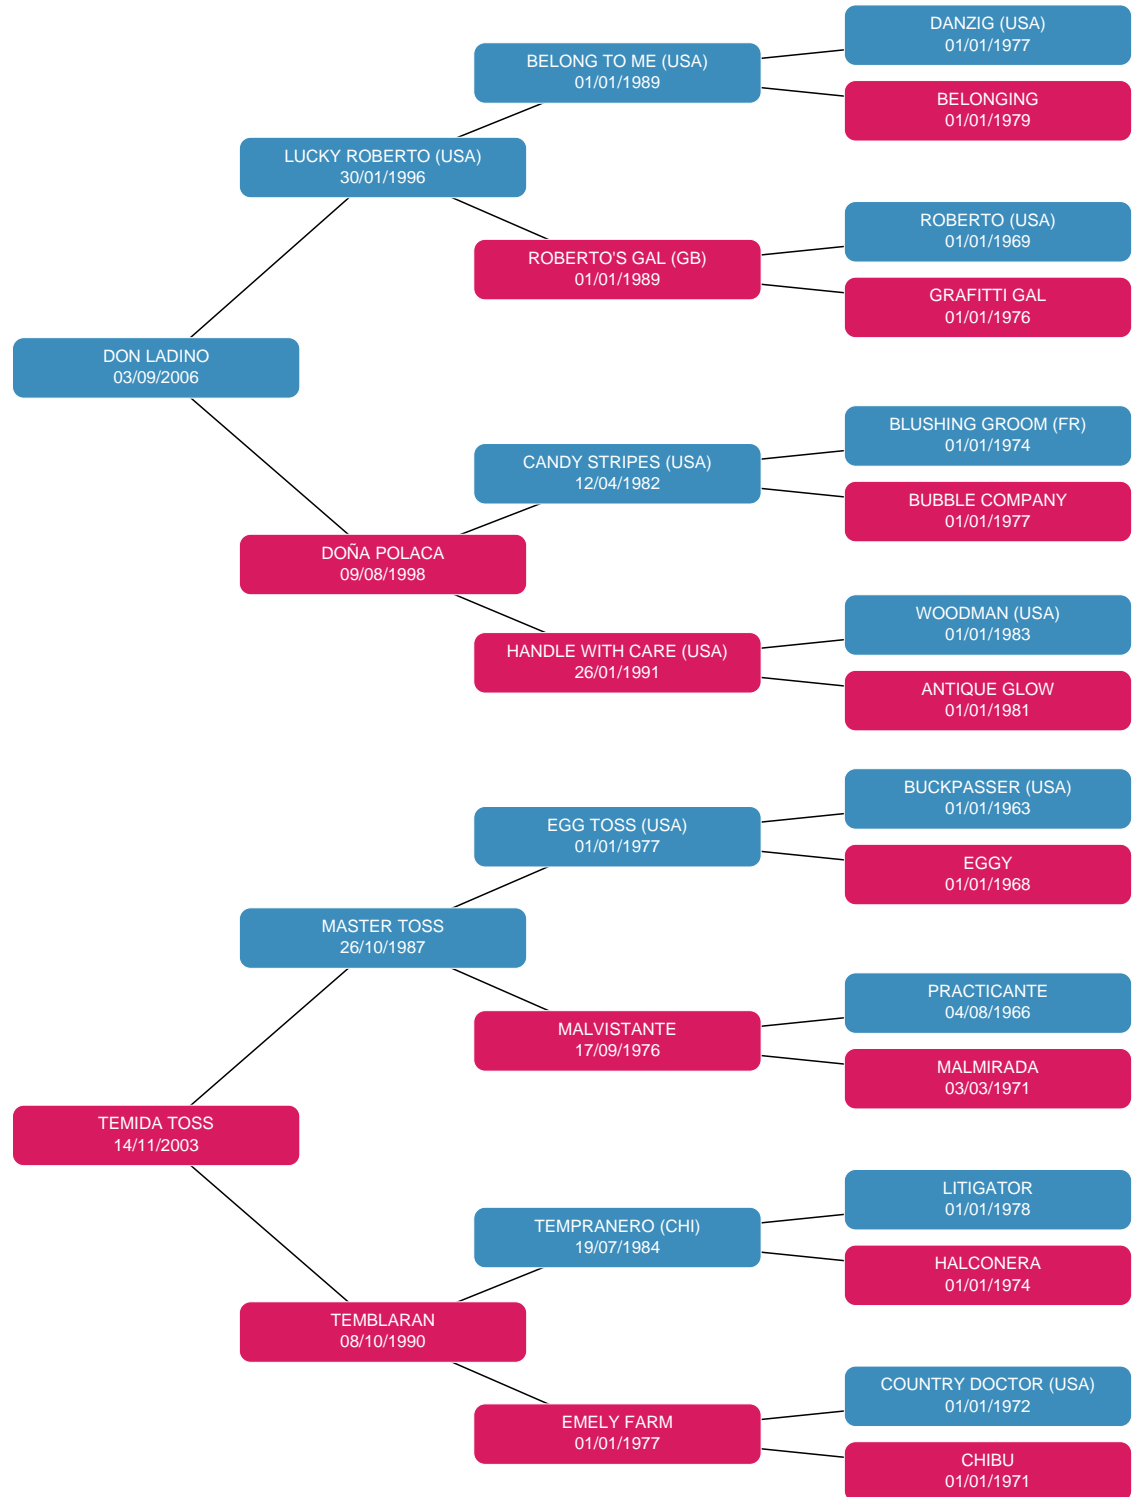 DANZIG (USA)
01/01/1977
BELONG TO ME (USA)
01/01/1989
BELONGING
01/01/1979
LUCKY ROBERTO (USA)
30/01/1996
ROBERTO (USA)
01/01/1969
ROBERTO'S GAL (GB)
01/01/1989
GRAFITTI GAL
01/01/1976
DON LADINO
03/09/2006
BLUSHING GROOM (FR)
01/01/1974
CANDY STRIPES (USA)
12/04/1982
BUBBLE COMPANY
01/01/1977
DOÑA POLACA
09/08/1998
WOODMAN (USA)
01/01/1983
HANDLE WITH CARE (USA)
26/01/1991
ANTIQUE GLOW
01/01/1981
BUCKPASSER (USA)
01/01/1963
EGG TOSS (USA)
01/01/1977
EGGY
01/01/1968
MASTER TOSS
26/10/1987
PRACTICANTE
04/08/1966
MALVISTANTE
17/09/1976
MALMIRADA
03/03/1971
TEMIDA TOSS
14/11/2003
LITIGATOR
01/01/1978
TEMPRANERO (CHI)
19/07/1984
HALCONERA
01/01/1974
TEMBLARAN
08/10/1990
COUNTRY DOCTOR (USA)
01/01/1972
EMELY FARM
01/01/1977
CHIBU
01/01/1971